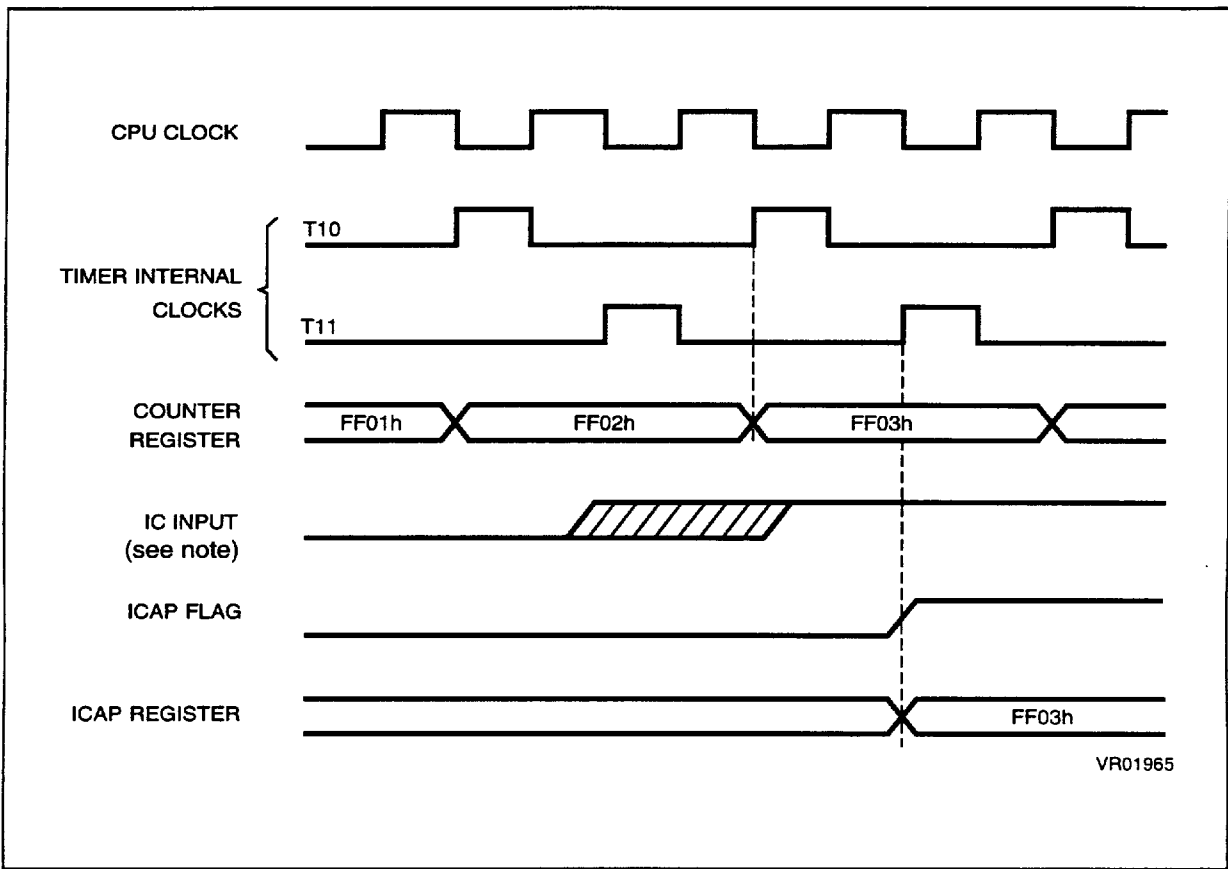 CPU CLOCK
T10
TIMER INTERNAL
CLOCKS
T11
COUNTER
REGISTER
FF01h
FF02h
FF03h
IC INPUT
(see note)
ICAP FLAG
ICAP REGISTER
FF03h
VR01965